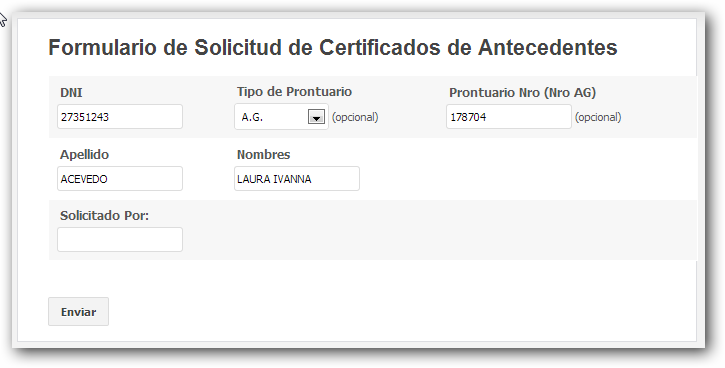 Formulario de Solicitud de Certificados de Antecedentes
DNI Tipo de Prontuario Prontuario Nro (Nro AG)
27351243 A.G. (opcional) 178704 (opcional)
Apellido Nombres
ACEVEDO LAURA IVANNA
Solicitado Por:
Enviar